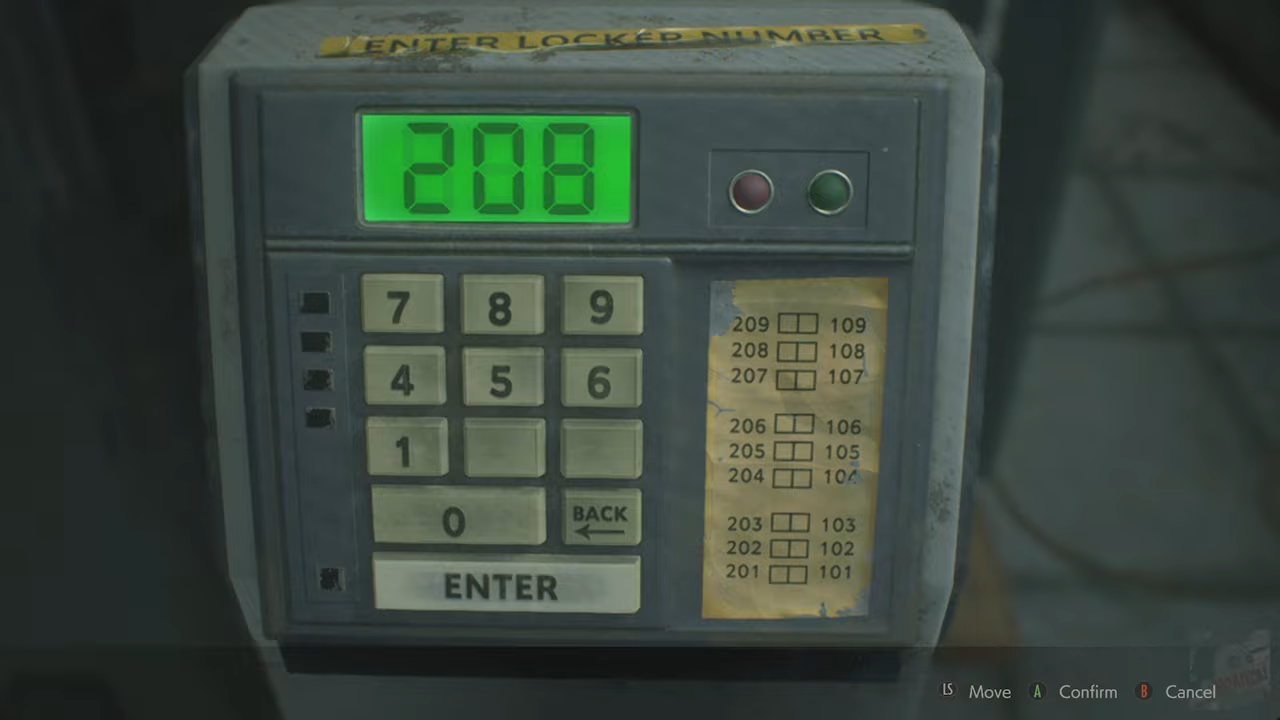 ENTER LOCKER NUMBER
208
7 8 9
4 5 6
1
0 BACK
ENTER
209 109
208 108
207 107
206 106
205 105
204 104
203 103
202 102
201 101
LS Move A Confirm B Cancel